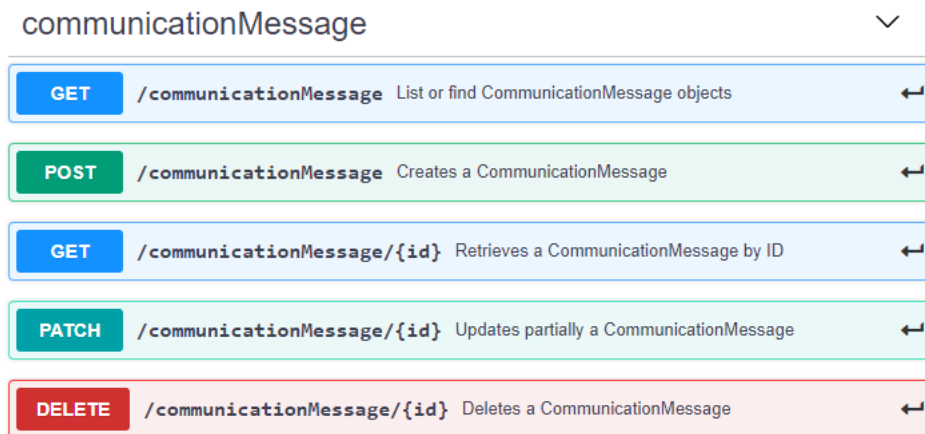 communicationMessage
GET /communicationMessage List or find CommunicationMessage objects
POST /communicationMessage Creates a CommunicationMessage
GET /communicationMessage/{id} Retrieves a CommunicationMessage by ID
PATCH /communicationMessage/{id} Updates partially a CommunicationMessage
DELETE /communicationMessage/{id} Deletes a CommunicationMessage